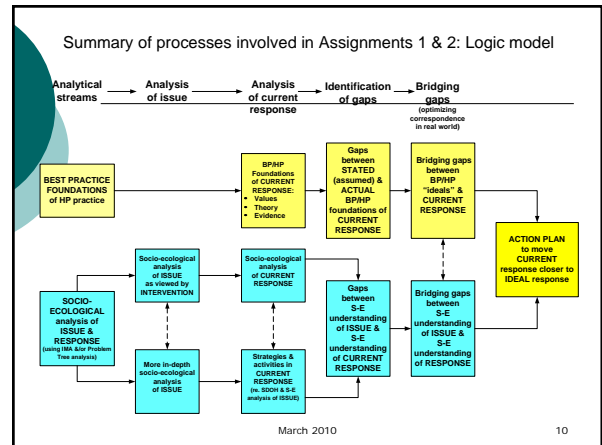 Summary of processes involved in Assignments 1 & 2: Logic model
Analytical
streams
Analysis
of issue
Analysis
of current
response
Identification
of gaps
Bridging
gaps
(optimizing
correspondence
in real world)
BEST PRACTICE
FOUNDATIONS
of HP practice
BP/HP
Foundations
of CURRENT
RESPONSE:
• Values
• Theory
• Evidence
Gaps
between
STATED
(assumed) &
ACTUAL
BP/HP
foundations of
CURRENT
RESPONSE
Bridging gaps
between
BP/HP
"ideals" &
CURRENT
RESPONSE
ACTION PLAN
to move
CURRENT
response closer to
IDEAL response
SOCIO-
ECOLOGICAL
analysis of
ISSUE &
RESPONSE
(using IMA &/or Problem
Tree analysis)
Socio-ecological
analysis
of ISSUE
as viewed by
INTERVENTION
Socio-ecological
analysis
of CURRENT
RESPONSE
More in-depth
socio-ecological
analysis
of ISSUE
Strategies &
activities in
CURRENT
RESPONSE
(re. SDOH & S-E
analysis of ISSUE)
Gaps
between
S-E
understanding
of ISSUE &
S-E
understanding
of CURRENT
RESPONSE
Bridging gaps
between
S-E
understanding
of ISSUE &
S-E
understanding
of RESPONSE
March 2010
10